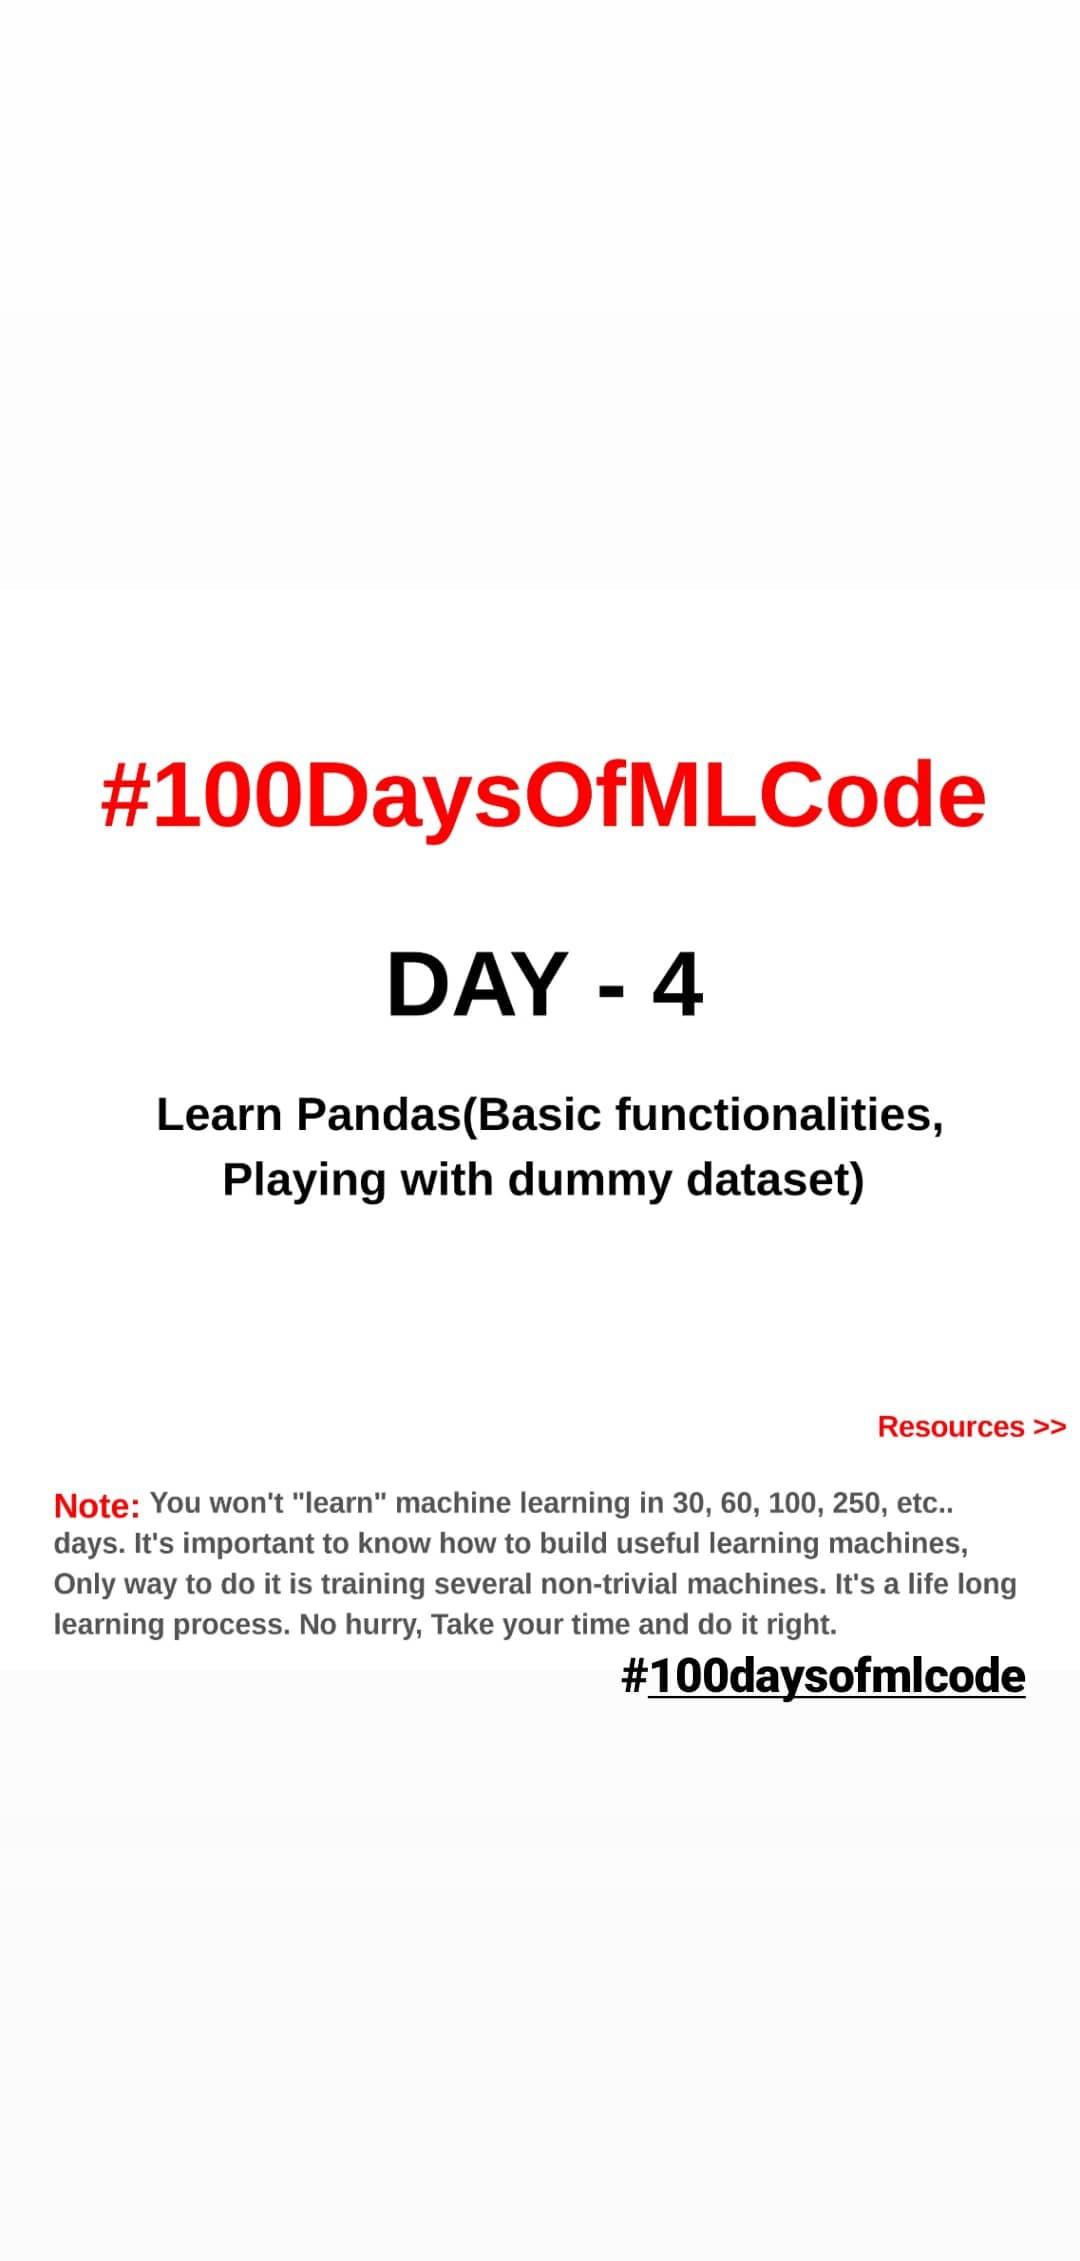 #100DaysOfMLCode
DAY - 4
Learn Pandas(Basic functionalities,
Playing with dummy dataset)
Resources >>
Note: You won't "learn" machine learning in 30, 60, 100, 250, etc..
days. It's important to know how to build useful learning machines,
Only way to do it is training several non-trivial machines. It's a life long
learning process. No hurry, Take your time and do it right.
#100daysofmlcode